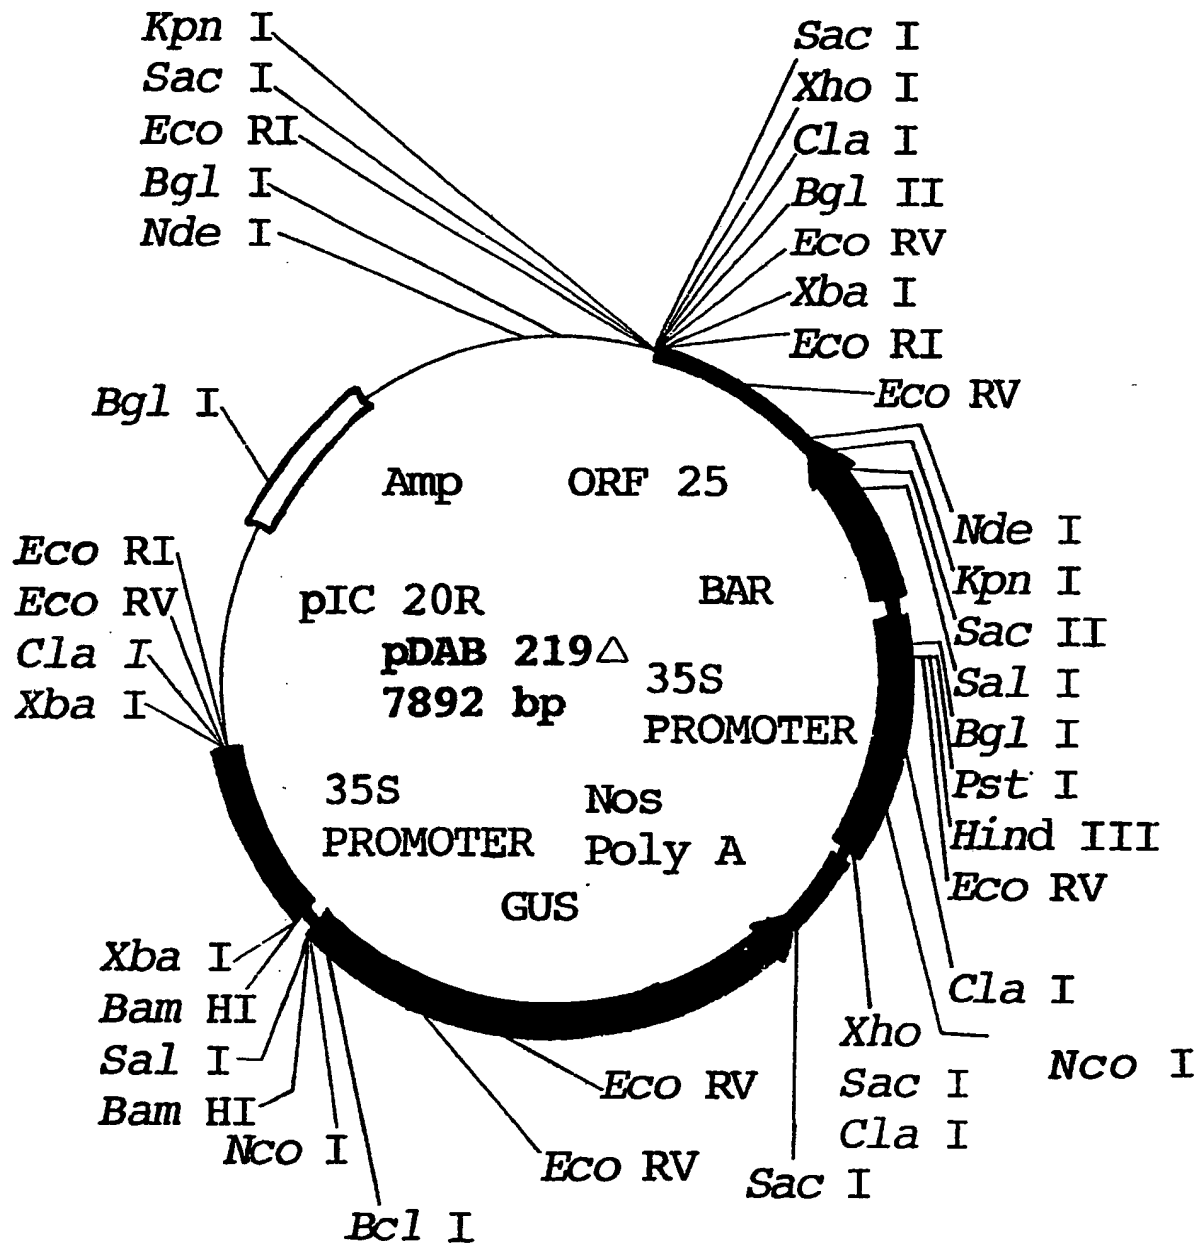 Kpn I
Sac I
Eco RI
Bgl I
Nde I
Sac I
Xho I
Cla I
Bgl II
Eco RV
Xba I
Eco RI
Eco RV
Bgl I
Amp
ORF 25
Nde I
Kpn I
Sac II
Sal I
Bgl I
Pst I
Hind III
Eco RV
Eco RI
Eco RV
Cla I
Xba I
pIC 20R
pDAB 219△
7892 bp
BAR
35S
PROMOTER
35S
PROMOTER
Nos
Poly A
GUS
Xba I
Bam HI
Sal I
Bam HI
Nco I
Bcl I
Eco RV
Eco RV
Sac I
Xho
Sac I
Cla I
Cla I
Nco I